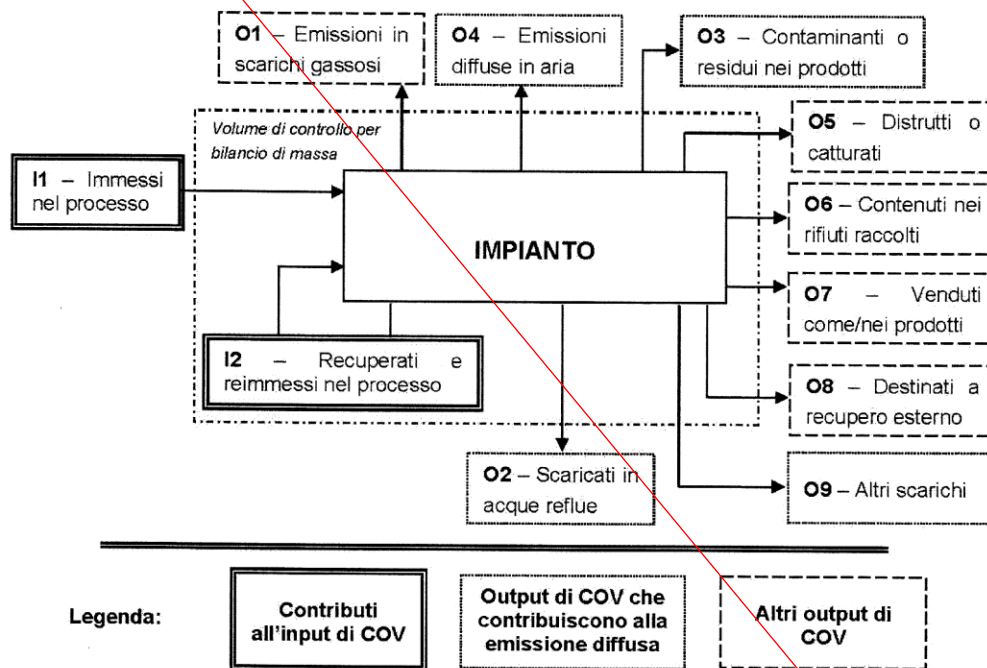 O1 – Emissioni in
scarichi gassosi
O4 – Emissioni
diffuse in aria
O3 – Contaminanti o
residui nei prodotti
Volume di controllo per
bilancio di massa
O5 – Distrutti o
catturati
I1 – Immessi
nel processo
O6 – Contenuti nei
rifiuti raccolti
IMPIANTO
O7 – Venduti
come/nei prodotti
I2 – Recuperati e
reimmessi nel processo
O8 – Destinati a
recupero esterno
O2 – Scaricati in
acque reflue
O9 – Altri scarichi
Legenda:
Contributi
all'input di COV
Output di COV che
contribuiscono alla
emissione diffusa
Altri output di
COV